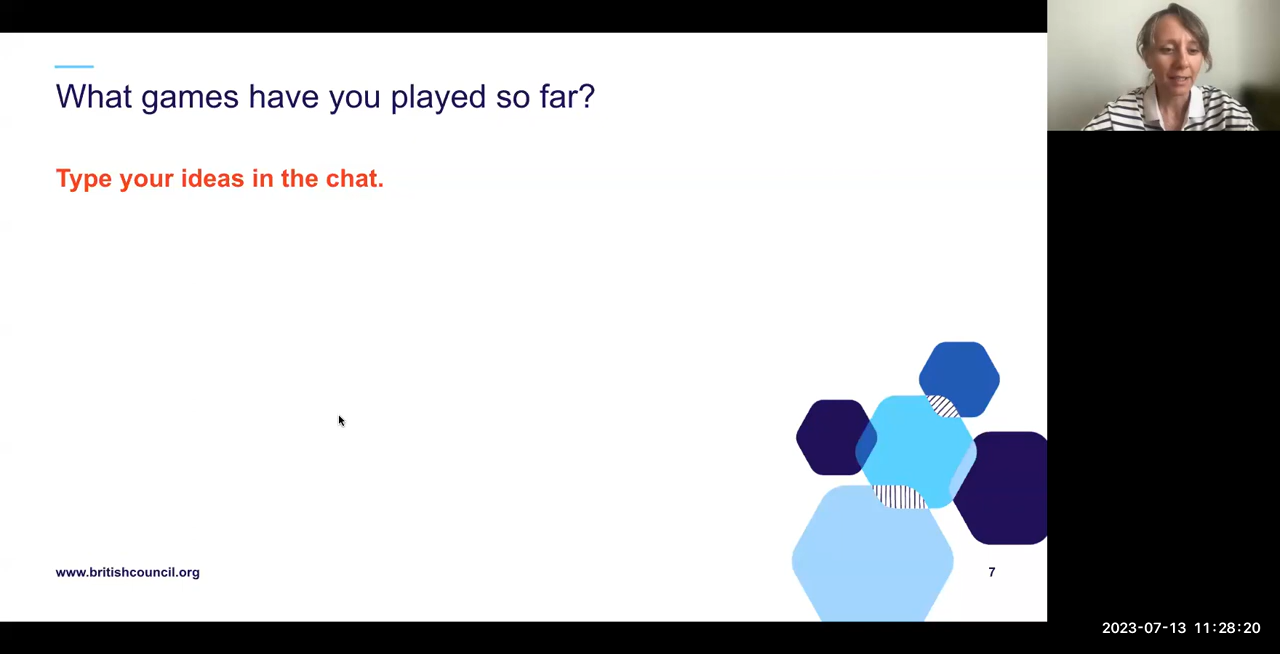 What games have you played so far?
Type your ideas in the chat.
www.britishcouncil.org
7
2023-07-13 11:28:20